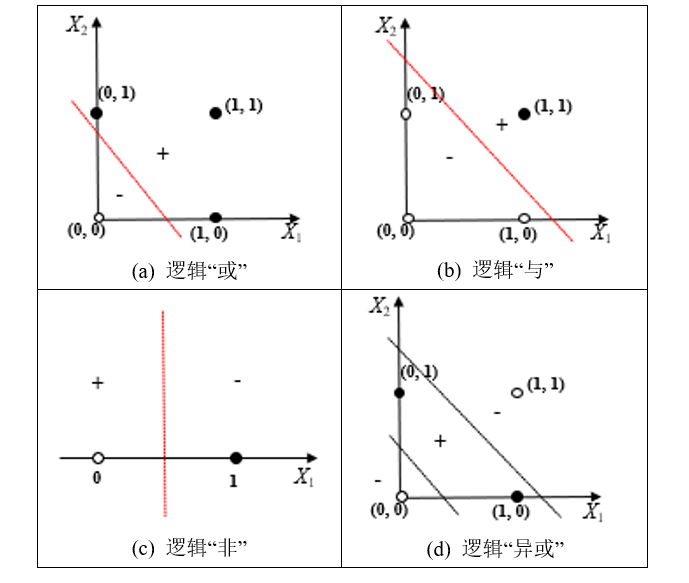 X2
(0, 1)
(1, 1)
+
-
(0, 0)
(1, 0)
X1
(a) 逻辑“或”
X2
(0, 1)
(1, 1)
+
-
(0, 0)
(1, 0)
X1
(b) 逻辑“与”
+
-
0
1
X1
(c) 逻辑“非”
X2
(0, 1)
(1, 1)
-
+
-
(0, 0)
(1, 0)
X1
(d) 逻辑“异或”